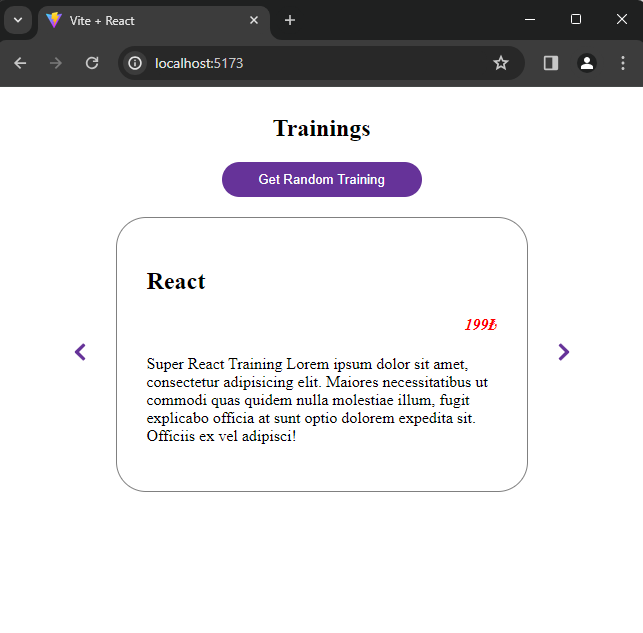 Vite + React
localhost:5173
Trainings
Get Random Training
React
199₺
Super React Training Lorem ipsum dolor sit amet,
consectetur adipisicing elit. Maiores necessitatibus ut
commodi quas quidem nulla molestiae illum, fugit
explicabo officia at sunt optio dolorem expedita sit.
Officiis ex vel adipisci!